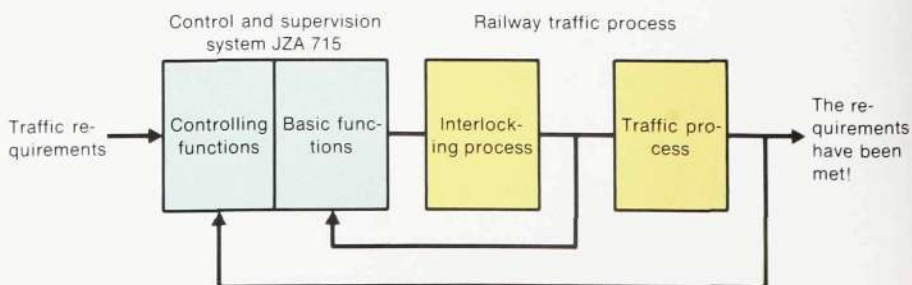 Control and supervision
system JZA 715
Railway traffic process
Traffic re-
quirements
Controlling
functions
Basic func-
tions
Interlock-
ing process
Traffic pro-
cess
The re-
quirements
have been
met!